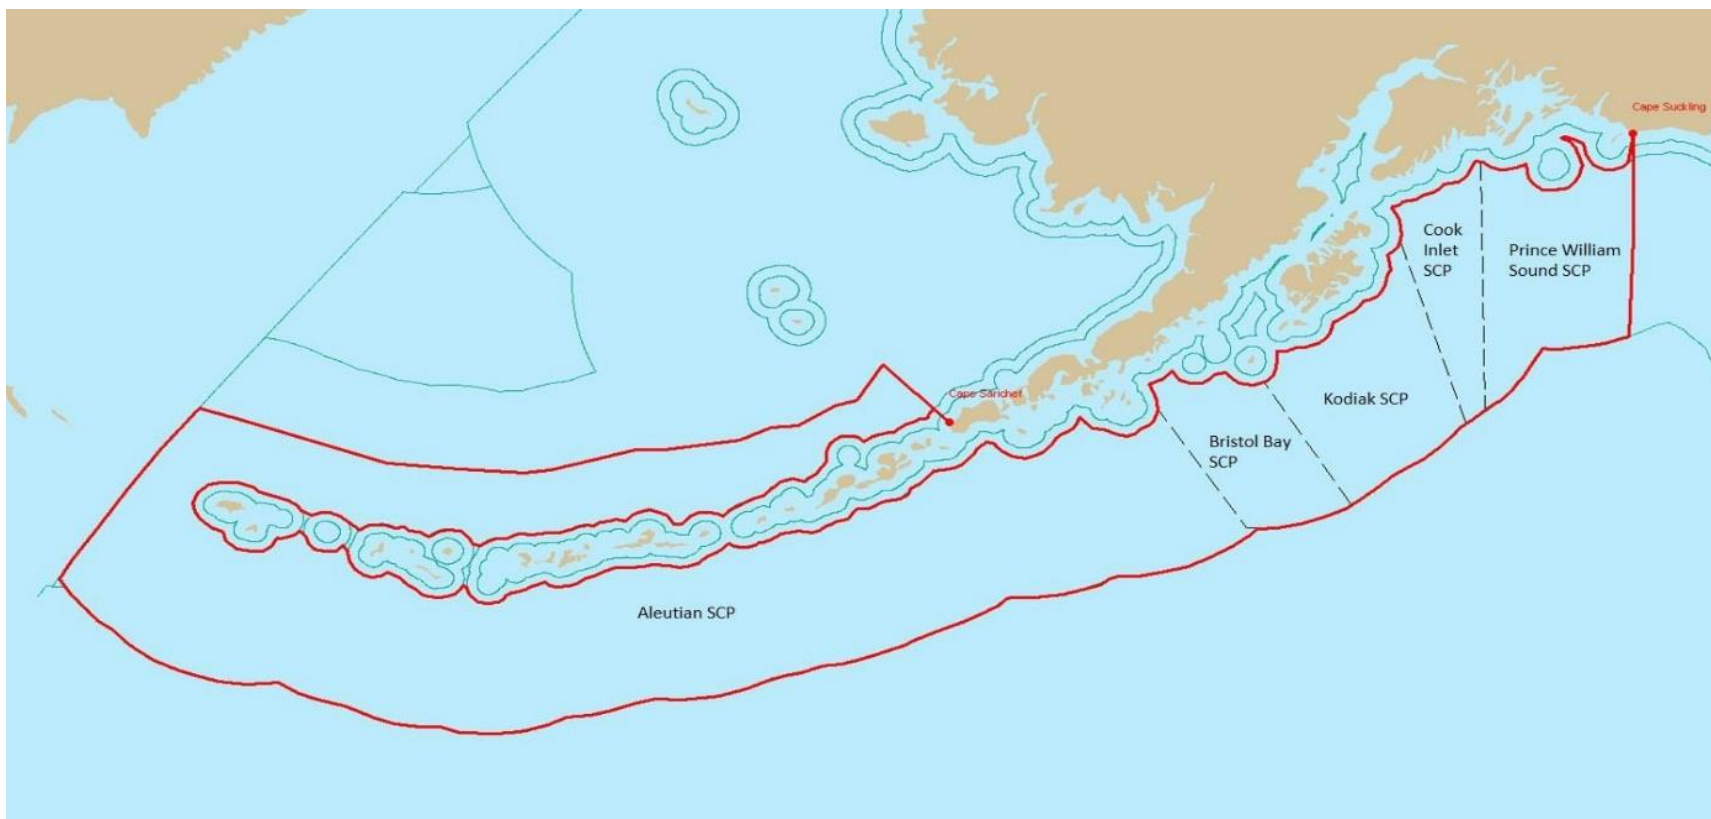 Cape Suckling
Cook
Inlet
SCP
Prince William
Sound SCP
Cape Sarichef
Kodiak SCP
Bristol Bay
SCP
Aleutian SCP